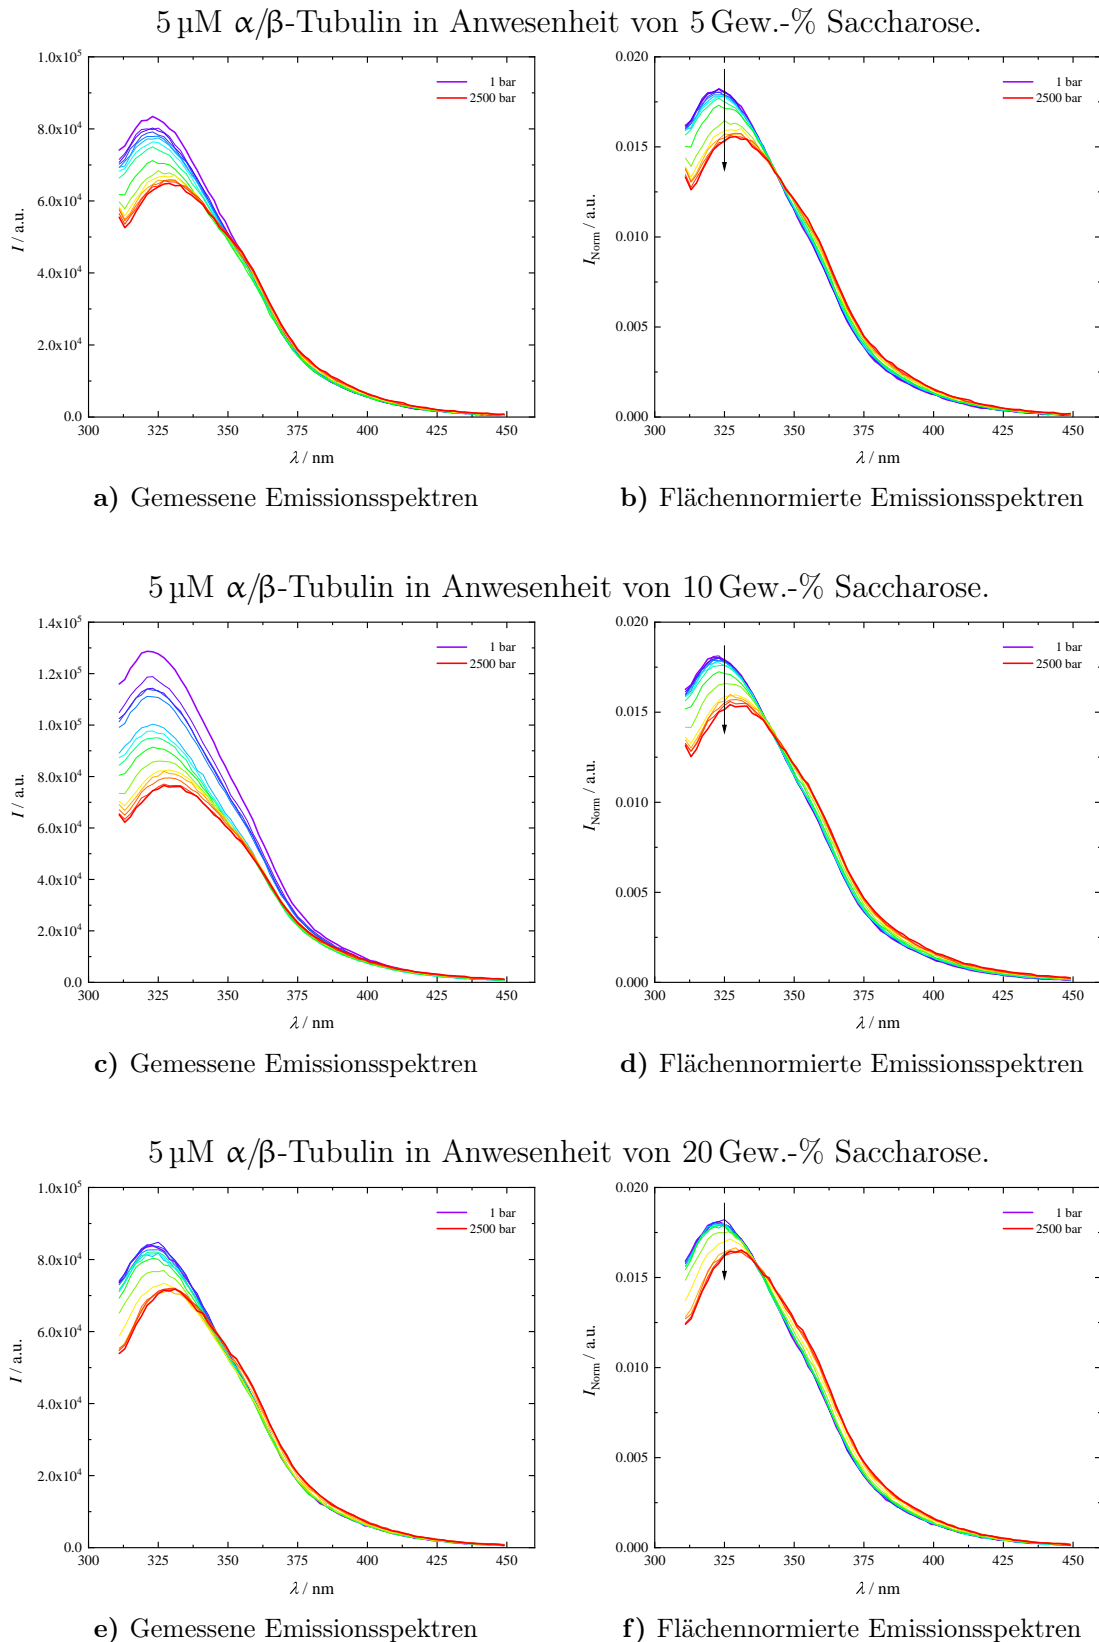 5 µM α/β-Tubulin in Anwesenheit von 5 Gew.-% Saccharose.
1.0x10⁵
8.0x10⁴
6.0x10⁴
4.0x10⁴
2.0x10⁴
0.0
I / a.u.
300 325 350 375 400 425 450
λ / nm
1 bar
2500 bar
a) Gemessene Emissionsspektren
0.020
0.015
0.010
0.005
0.000
I_Norm / a.u.
300 325 350 375 400 425 450
λ / nm
1 bar
2500 bar
b) Flächennormierte Emissionsspektren
5 µM α/β-Tubulin in Anwesenheit von 10 Gew.-% Saccharose.
1.4x10⁵
1.2x10⁵
1.0x10⁵
8.0x10⁴
6.0x10⁴
4.0x10⁴
2.0x10⁴
0.0
I / a.u.
300 325 350 375 400 425 450
λ / nm
1 bar
2500 bar
c) Gemessene Emissionsspektren
0.020
0.015
0.010
0.005
0.000
I_Norm / a.u.
300 325 350 375 400 425 450
λ / nm
1 bar
2500 bar
d) Flächennormierte Emissionsspektren
5 µM α/β-Tubulin in Anwesenheit von 20 Gew.-% Saccharose.
1.0x10⁵
8.0x10⁴
6.0x10⁴
4.0x10⁴
2.0x10⁴
0.0
I / a.u.
300 325 350 375 400 425 450
λ / nm
1 bar
2500 bar
e) Gemessene Emissionsspektren
0.020
0.015
0.010
0.005
0.000
I_Norm / a.u.
300 325 350 375 400 425 450
λ / nm
1 bar
2500 bar
f) Flächennormierte Emissionsspektren